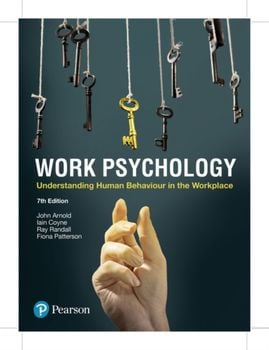 WORK PSYCHOLOGY
Understanding Human Behaviour in the Workplace
7th Edition
John Arnold
Iain Coyne
Ray Randall
Fiona Patterson
Pearson